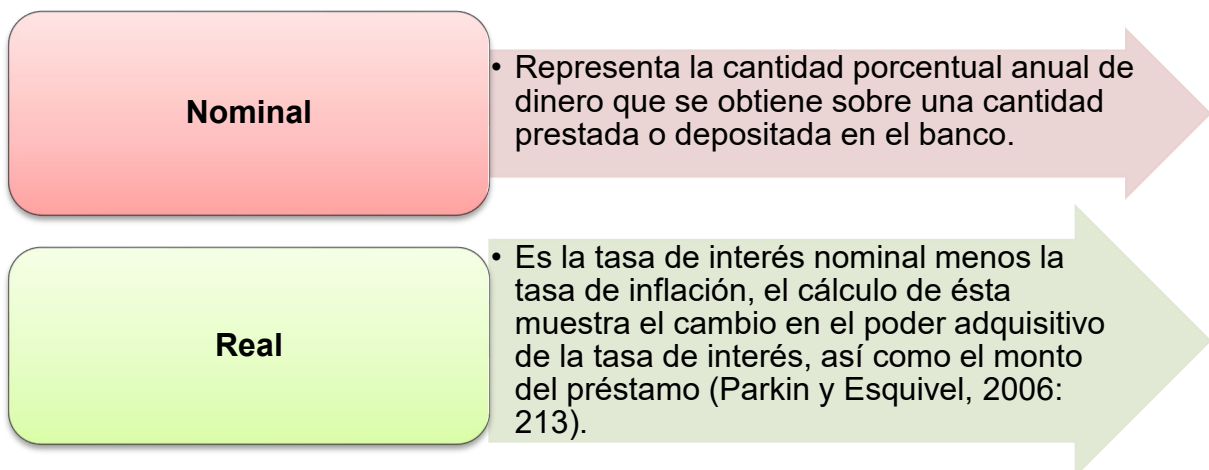 Nominal
• Representa la cantidad porcentual anual de
dinero que se obtiene sobre una cantidad
prestada o depositada en el banco.
Real
• Es la tasa de interés nominal menos la
tasa de inflación, el cálculo de ésta
muestra el cambio en el poder adquisitivo
de la tasa de interés, así como el monto
del préstamo (Parkin y Esquivel, 2006:
213).